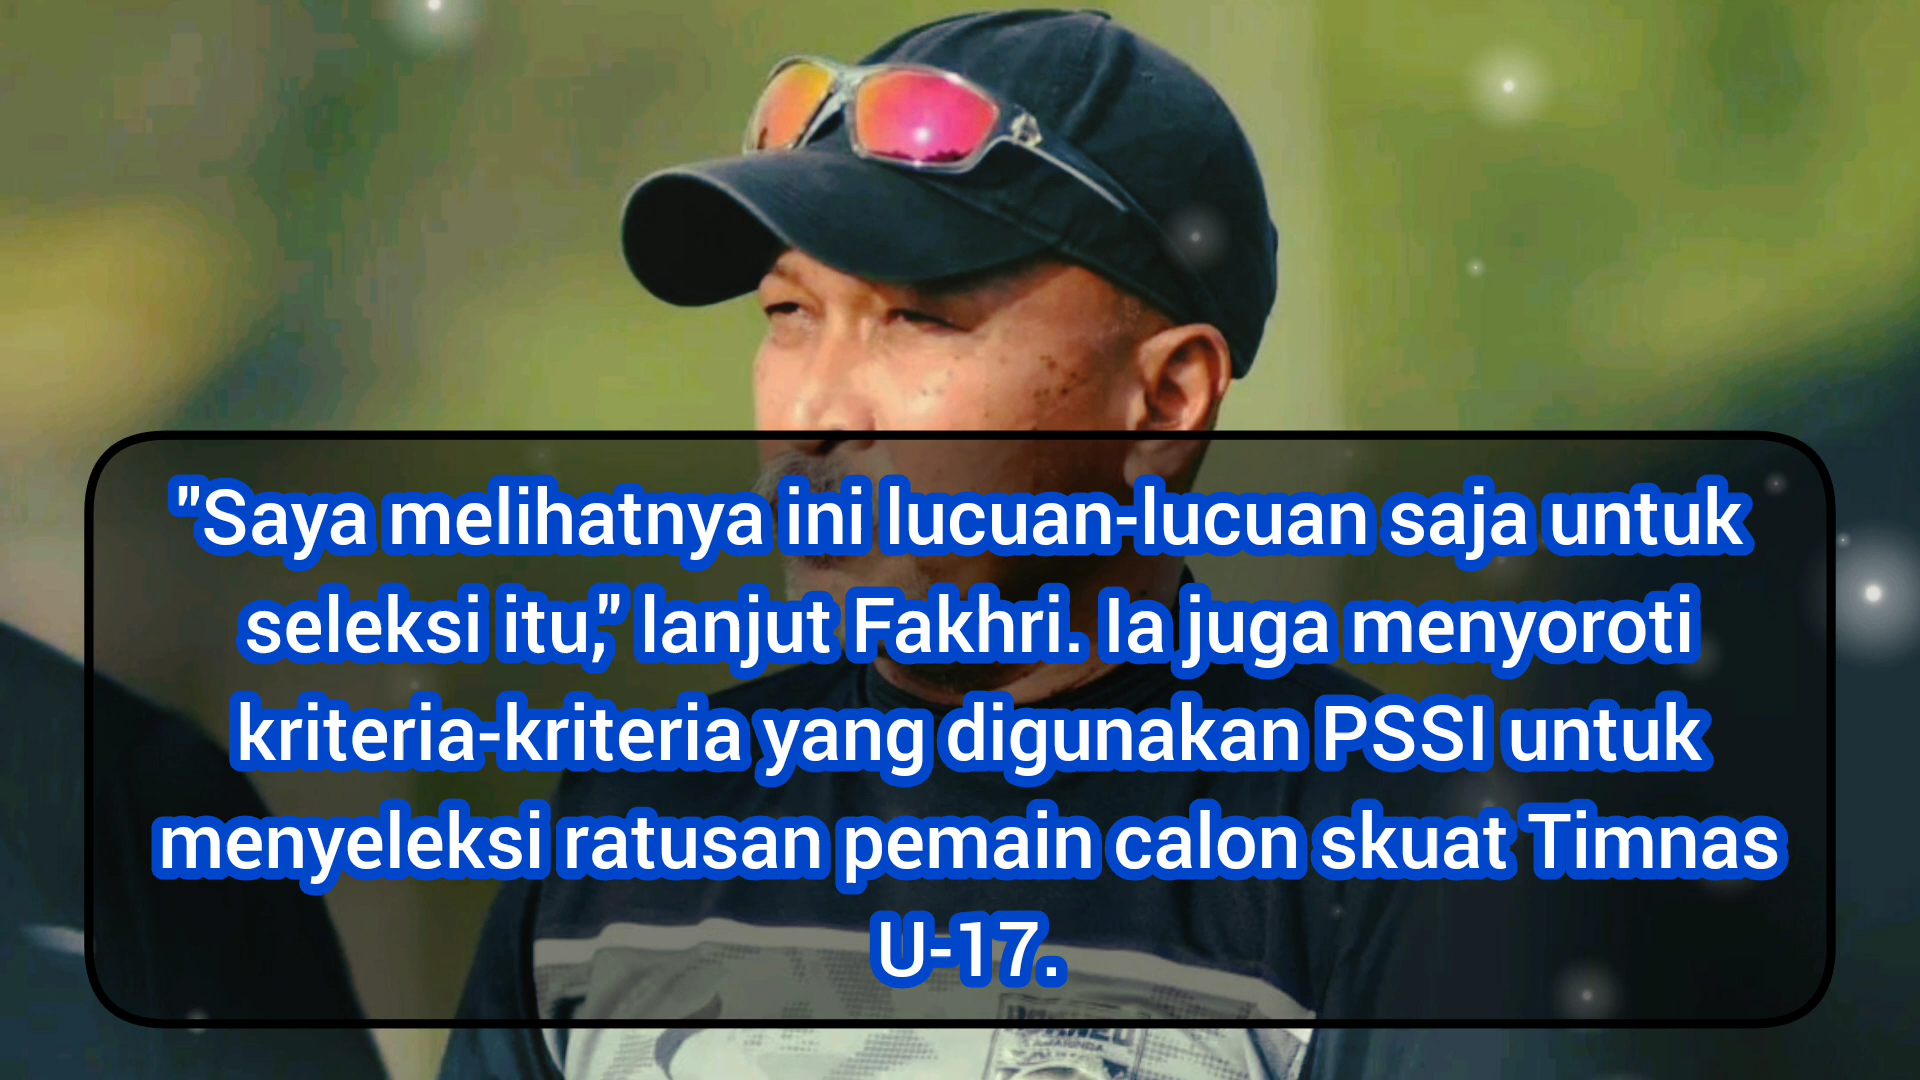 "Saya melihatnya ini lucuan-lucuan saja untuk
seleksi itu," lanjut Fakhri. Ia juga menyoroti
kriteria-kriteria yang digunakan PSSI untuk
menyeleksi ratusan pemain calon skuat Timnas
U-17.